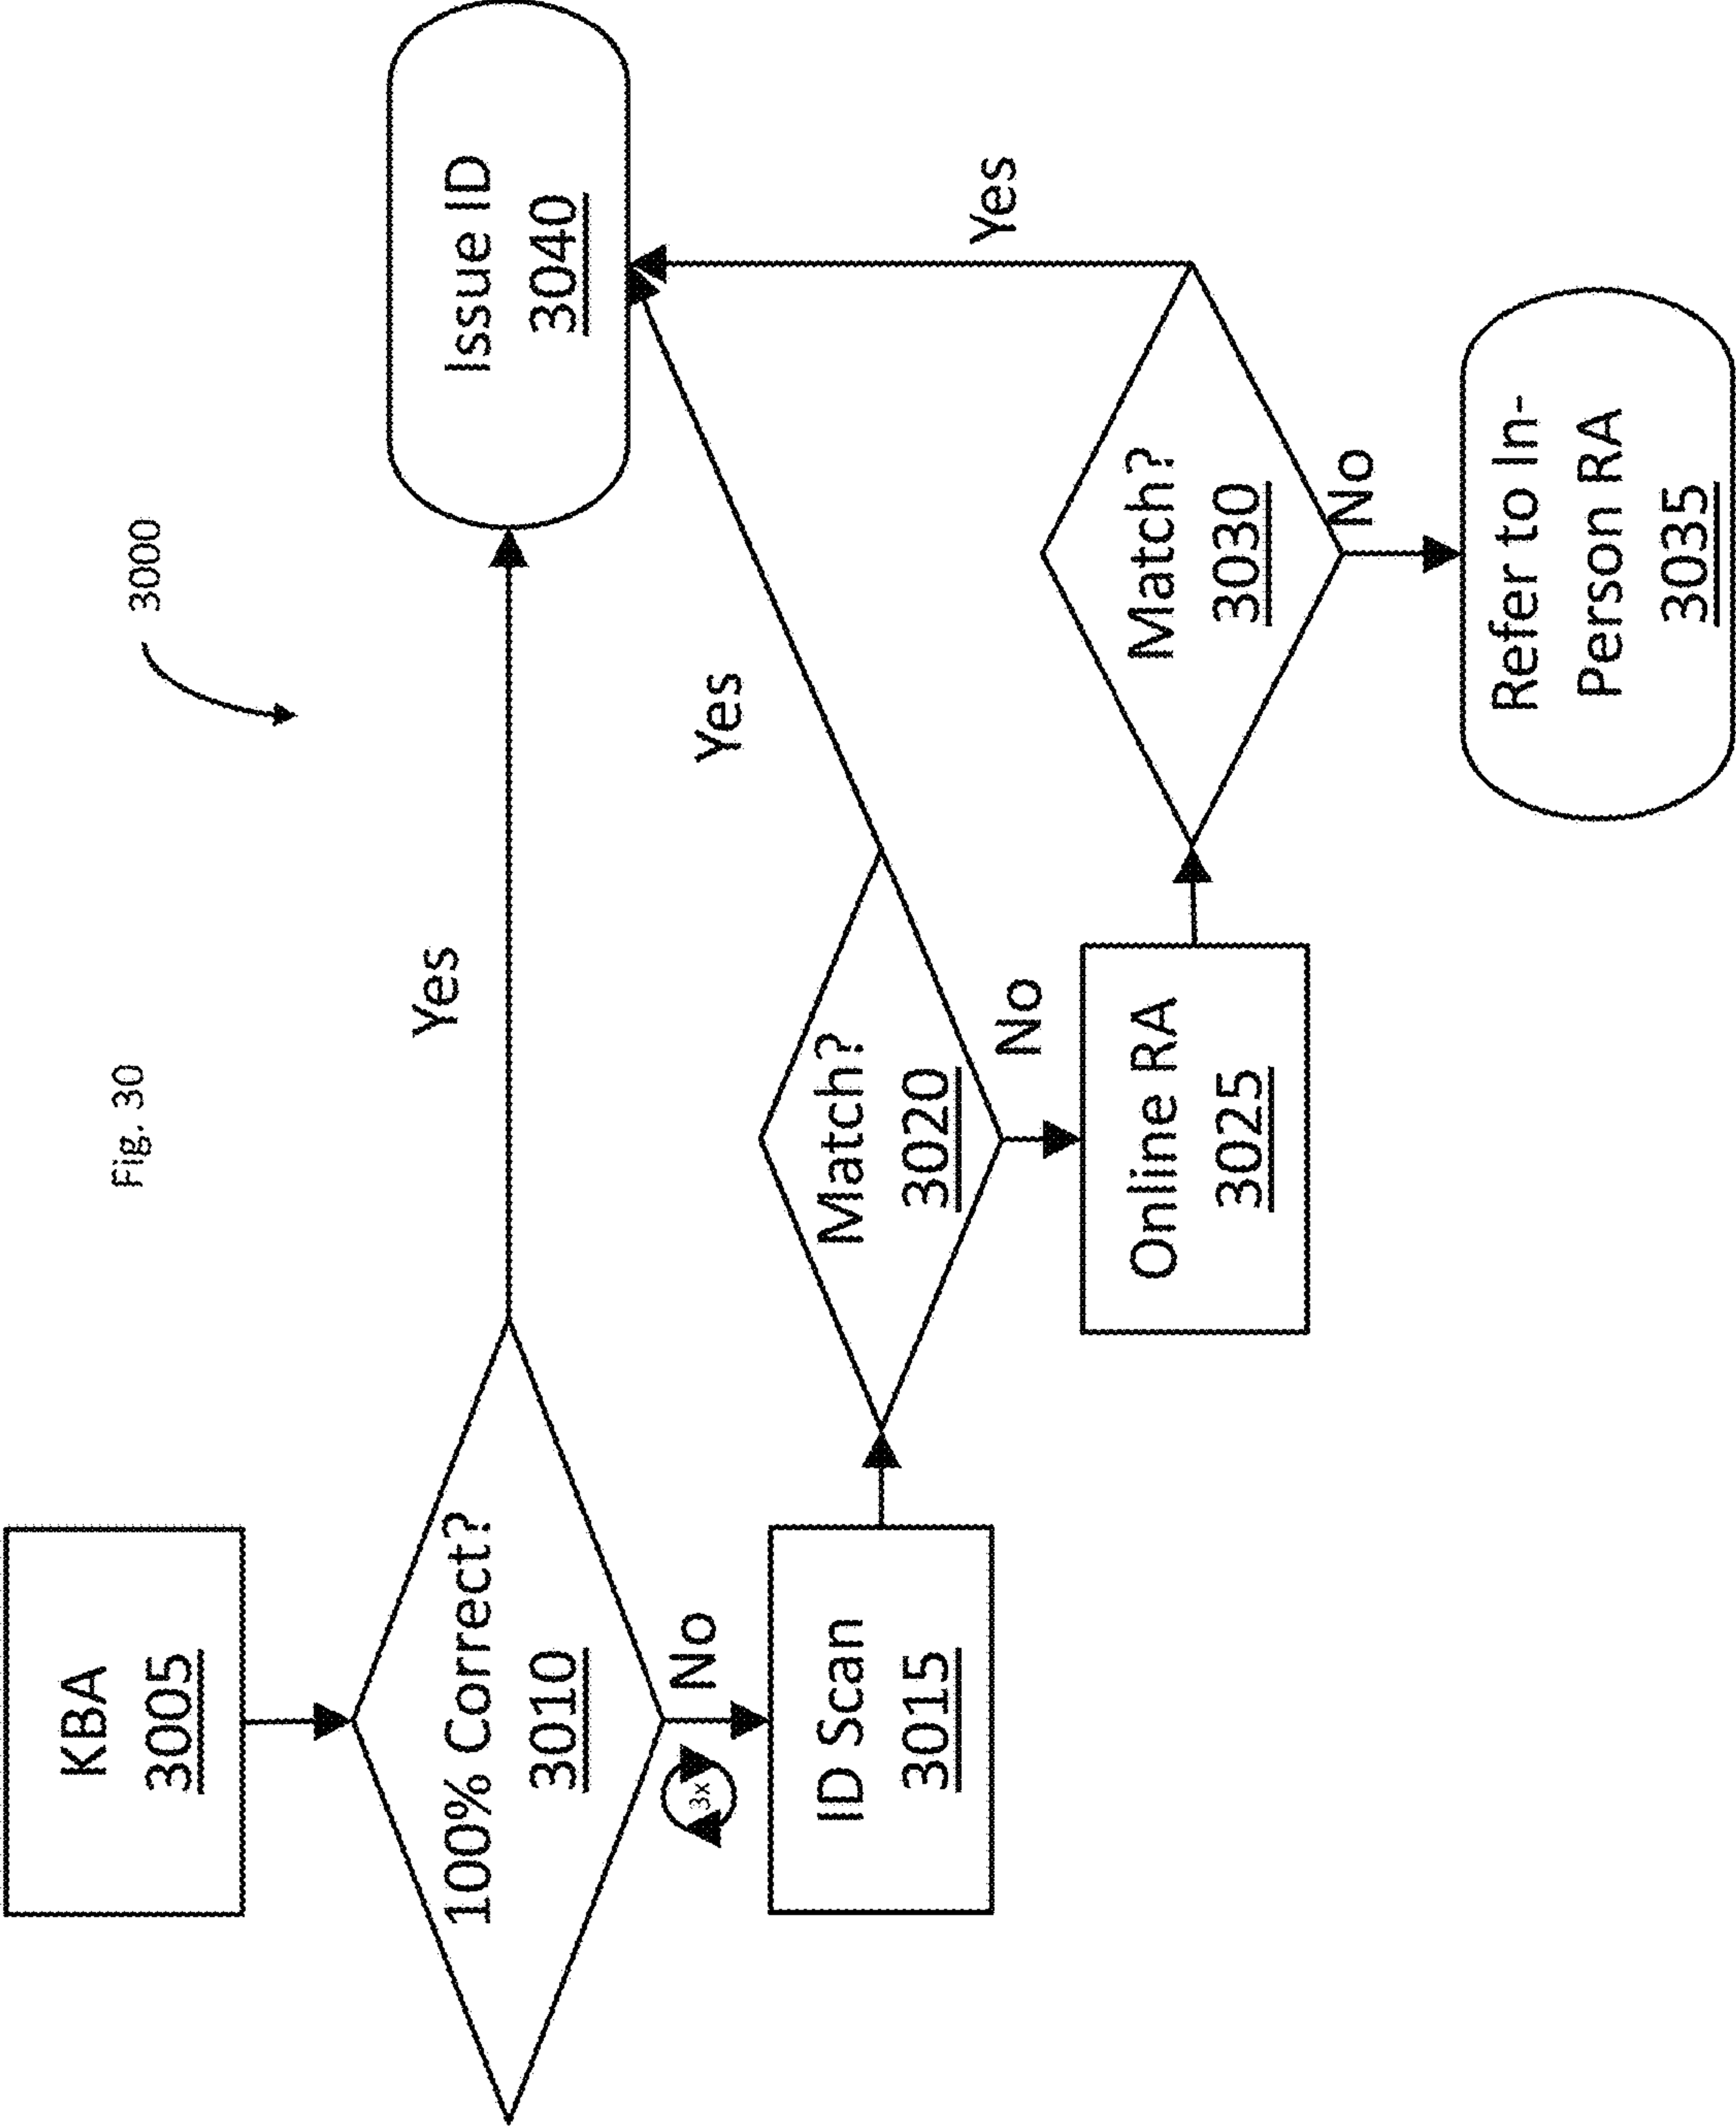 Fig. 30
3000
KBA
3005
100% Correct?
3010
Yes
Issue ID
3040
3x
No
ID Scan
3015
Match?
3020
Yes
No
Online RA
3025
Match?
3030
Yes
No
Refer to In-
Person RA
3035